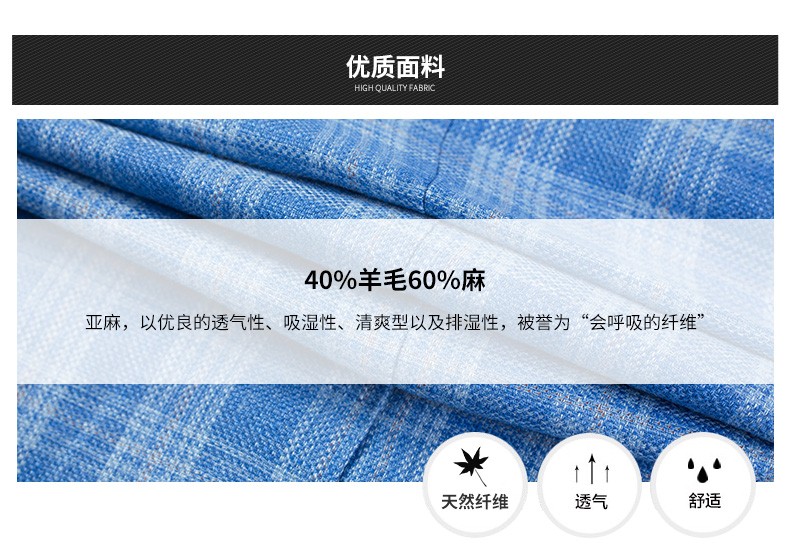 优质面料
HIGH QUALITY FABRIC
40%羊毛60%麻
亚麻，以优良的透气性、吸湿性、清爽型以及排湿性，被誉为“会呼吸的纤维”
天然纤维
透气
舒适